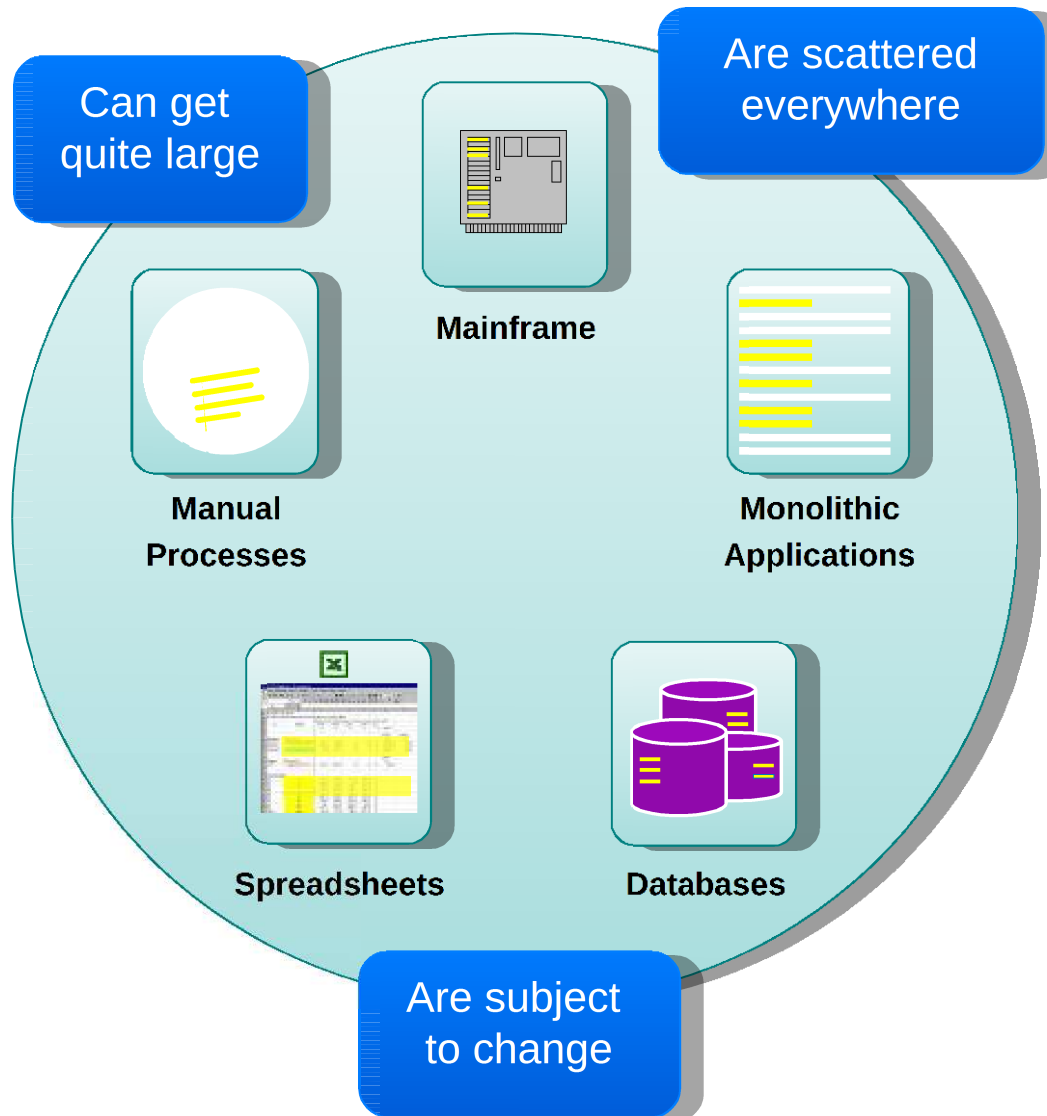 Can get
quite large
Are scattered
everywhere
Mainframe
Manual
Processes
Monolithic
Applications
Spreadsheets
Databases
Are subject
to change